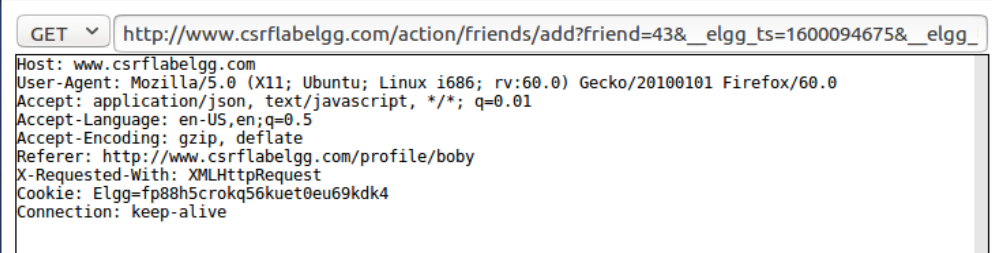 GET http://www.csrflabelgg.com/action/friends/add?friend=43&__elgg_ts=1600094675&__elgg_
Host: www.csrflabelgg.com
User-Agent: Mozilla/5.0 (X11; Ubuntu; Linux i686; rv:60.0) Gecko/20100101 Firefox/60.0
Accept: application/json, text/javascript, */*; q=0.01
Accept-Language: en-US,en;q=0.5
Accept-Encoding: gzip, deflate
Referer: http://www.csrflabelgg.com/profile/boby
X-Requested-With: XMLHttpRequest
Cookie: Elgg=fp88h5crokq56kuet0eu69kdk4
Connection: keep-alive